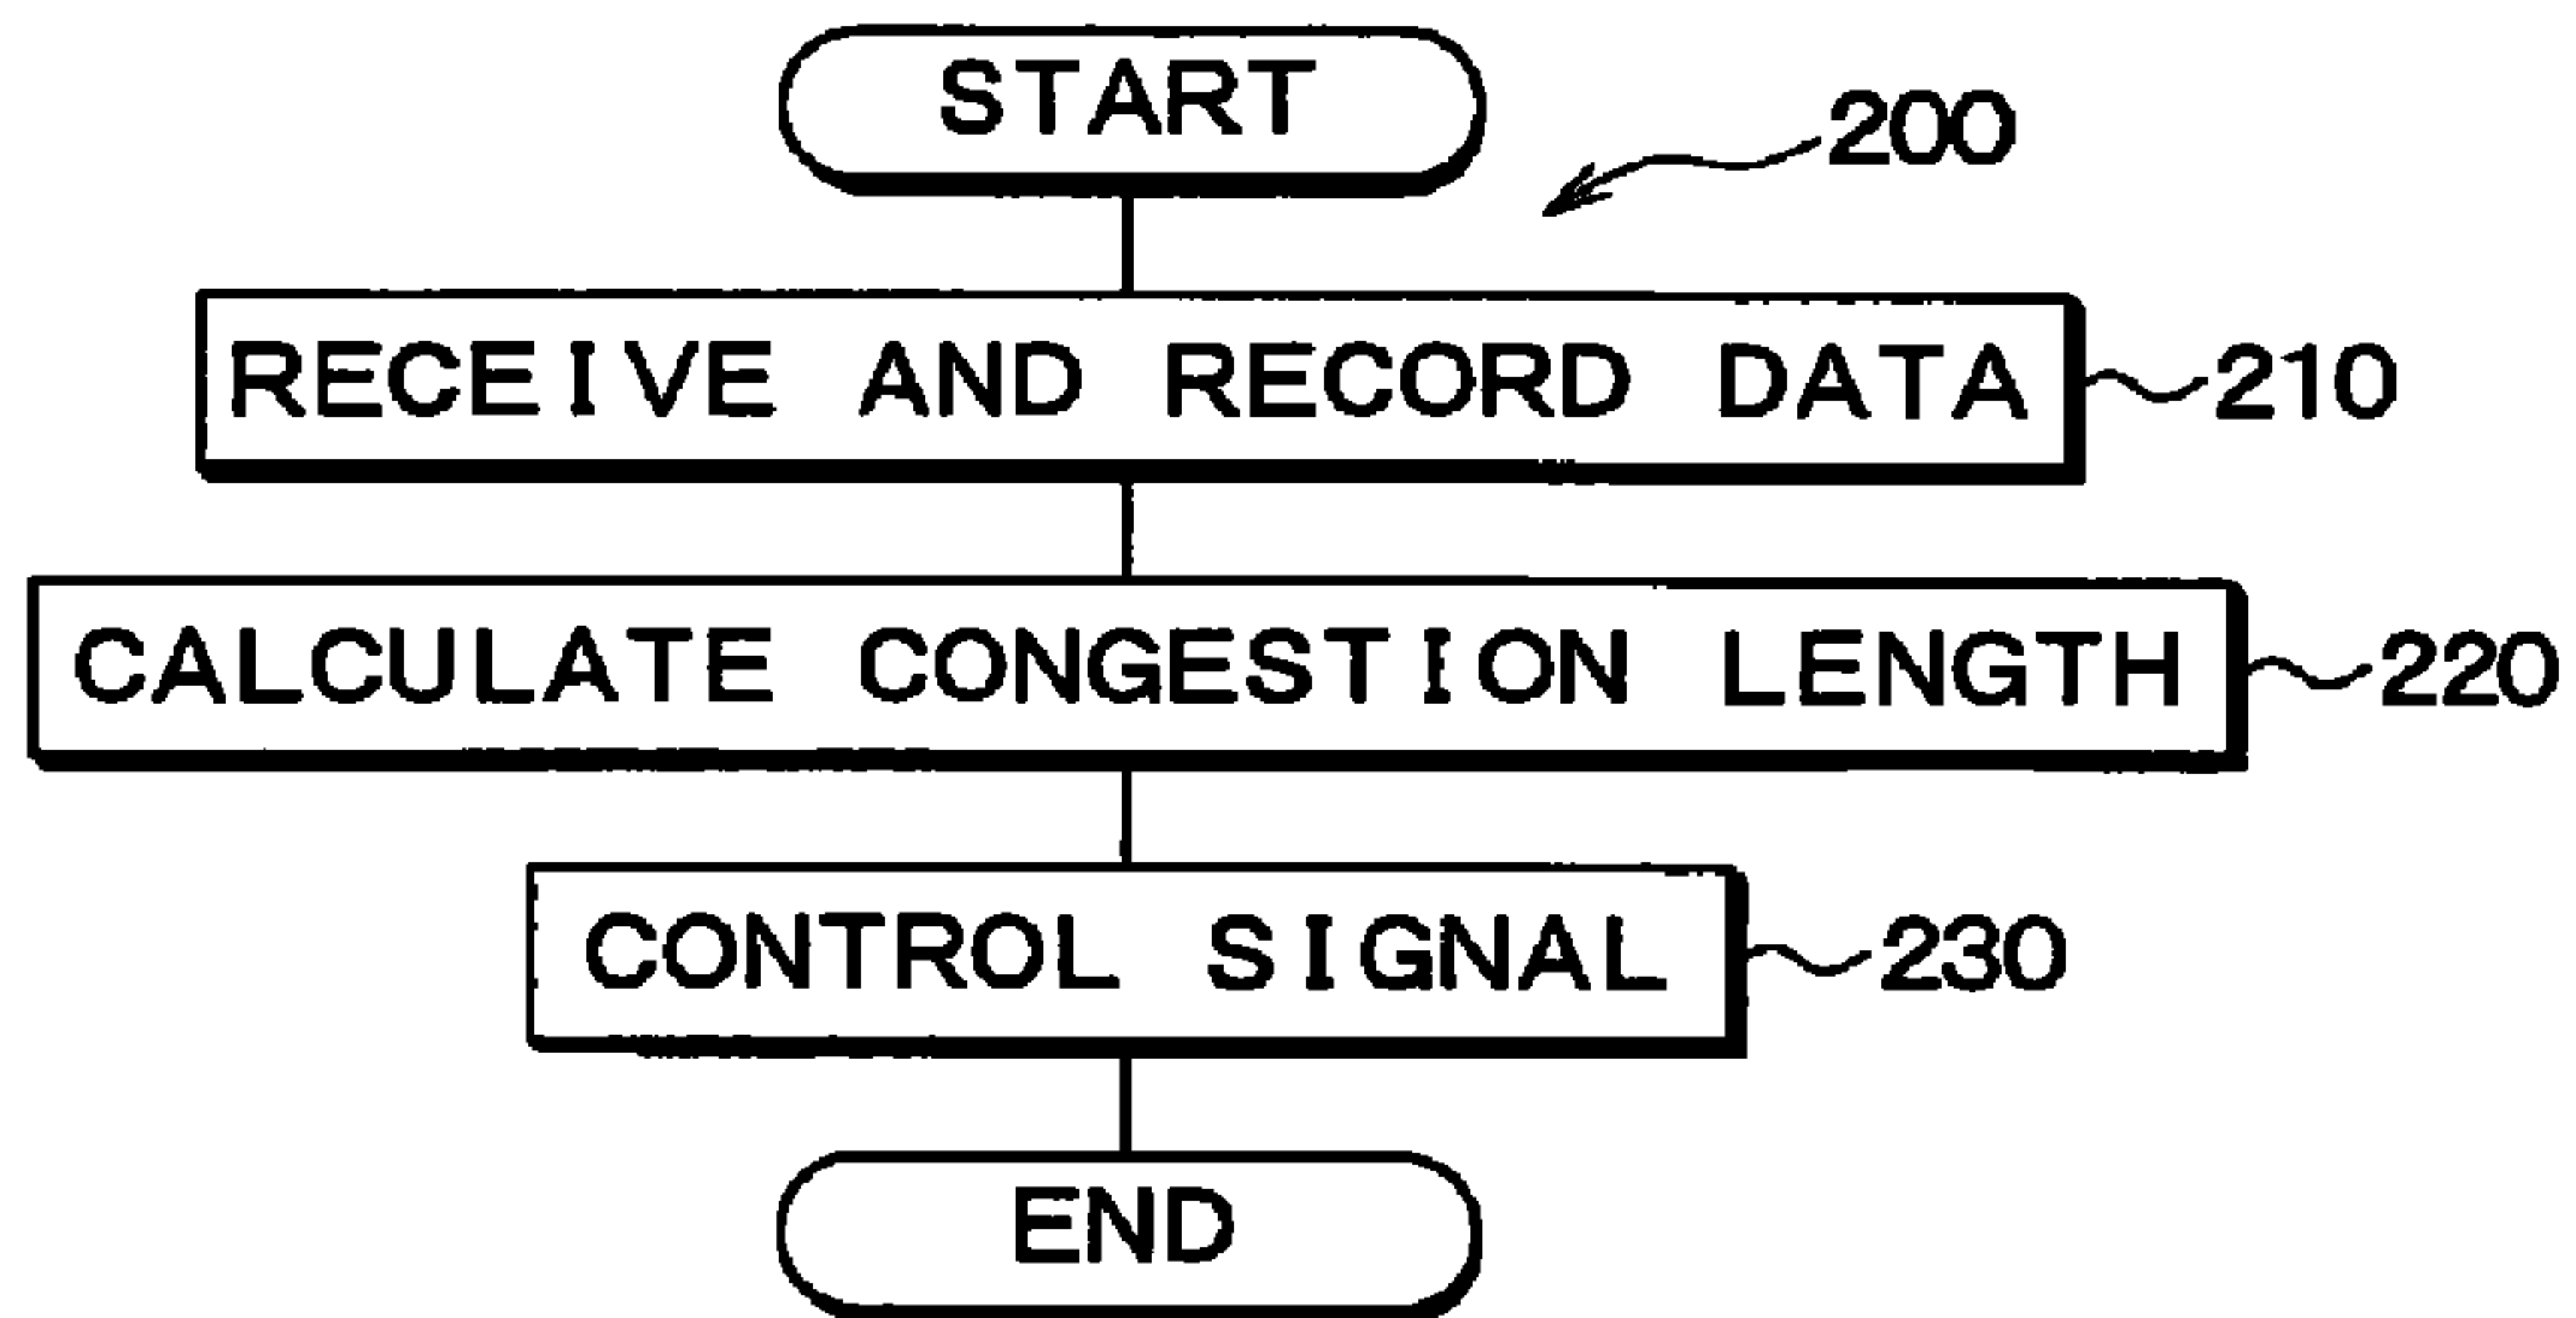 START
200
RECEIVE AND RECORD DATA
210
CALCULATE CONGESTION LENGTH
220
CONTROL SIGNAL
230
END